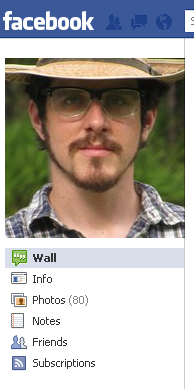 facebook
Wall
Info
Photos (80)
Notes
Friends
Subscriptions